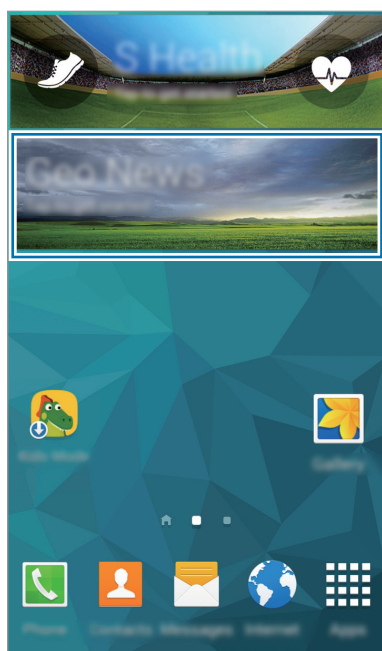 S Health
Geo News
Kids Mode
Gallery
Phone
Contacts
Messages
Internet
Apps